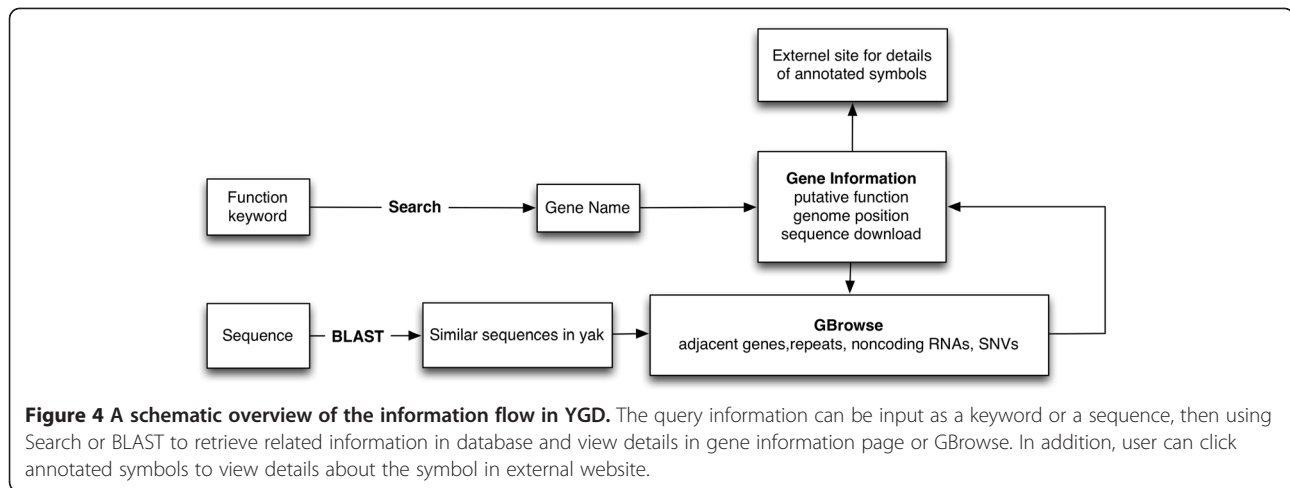 Externel site for details
of annotated symbols
Gene Information
putative function
genome position
sequence download
Function
keyword
Search
Gene Name
Sequence
BLAST
Similar sequences in yak
GBrowse
adjacent genes,repeats, noncoding RNAs, SNVs
Figure 4 A schematic overview of the information flow in YGD. The query information can be input as a keyword or a sequence, then using
Search or BLAST to retrieve related information in database and view details in gene information page or GBrowse. In addition, user can click
annotated symbols to view details about the symbol in external website.